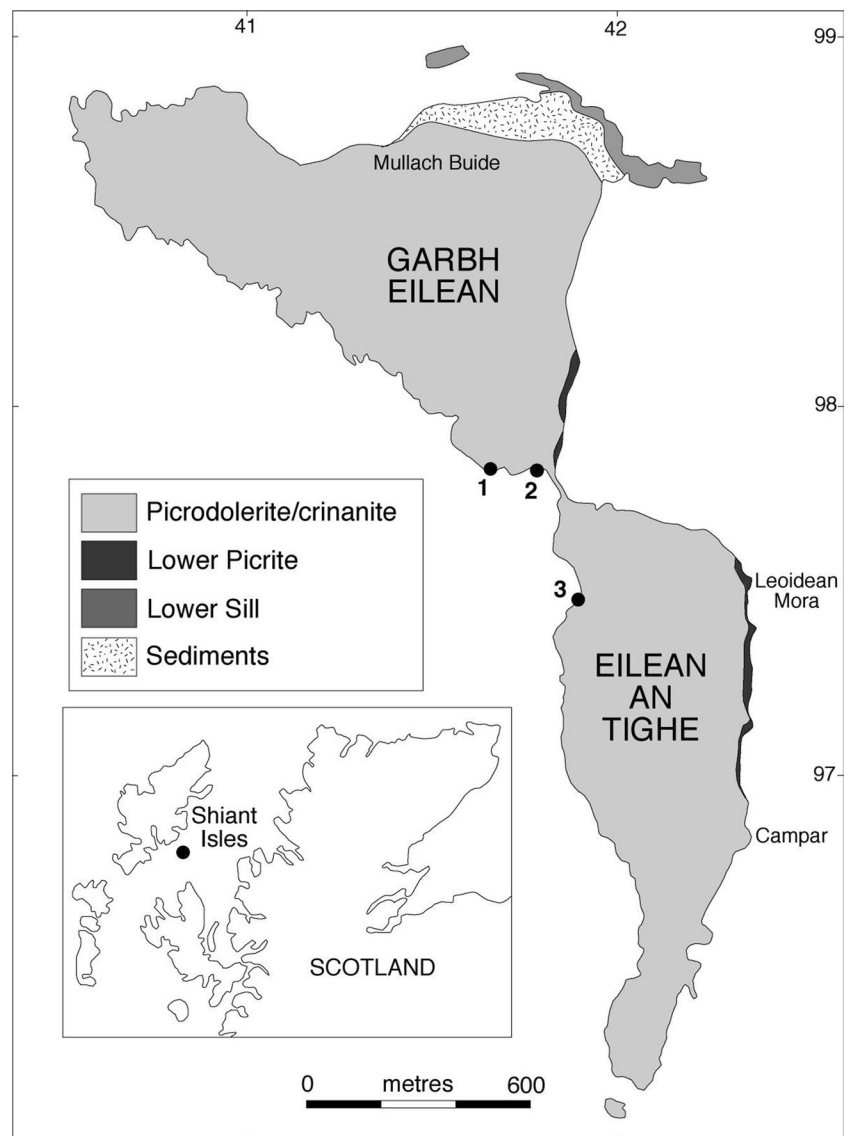 41
42
99
Mullach Buide
GARBH
EILEAN
98
1
2
Picrodolerite/crinanite
Lower Picrite
Lower Sill
Sediments
Leoidean
Mora
3
EILEAN
AN
TIGHE
97
Shiant
Isles
Campar
SCOTLAND
0 metres 600